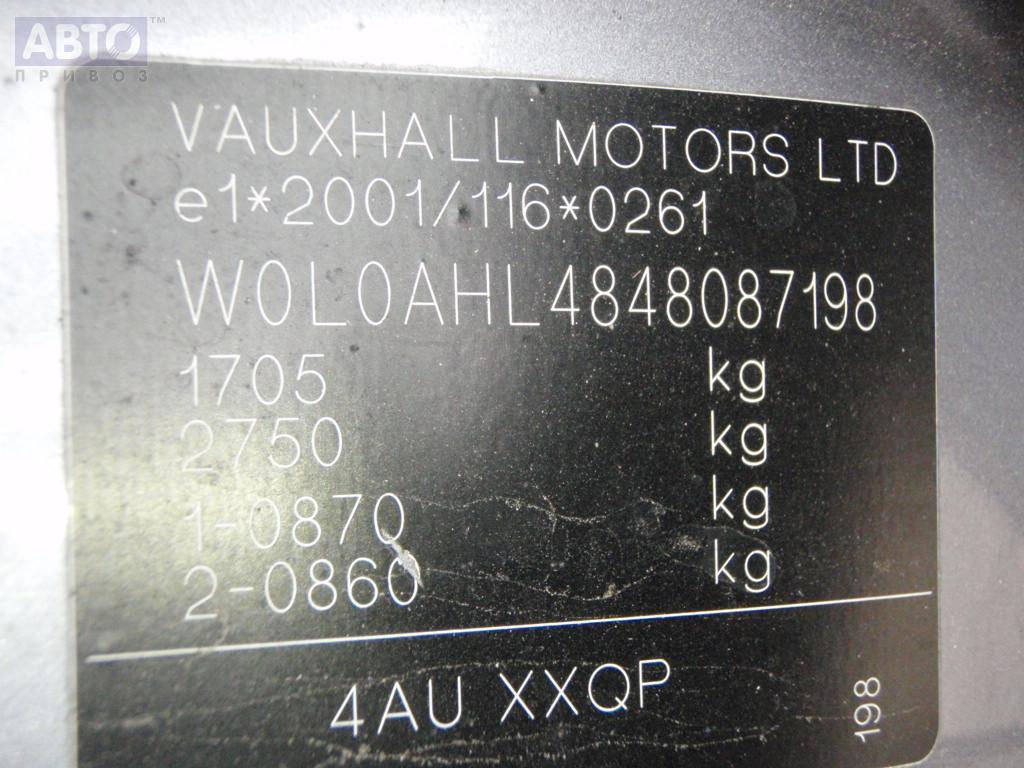 АВТО™
ПРИВОЗ
VAUXHALL MOTORS LTD
e1*2001/116*0261
W0L0AHL4848087198
1705 kg
2750 kg
1-0870 kg
2-0860 kg
4AU XXQP
198